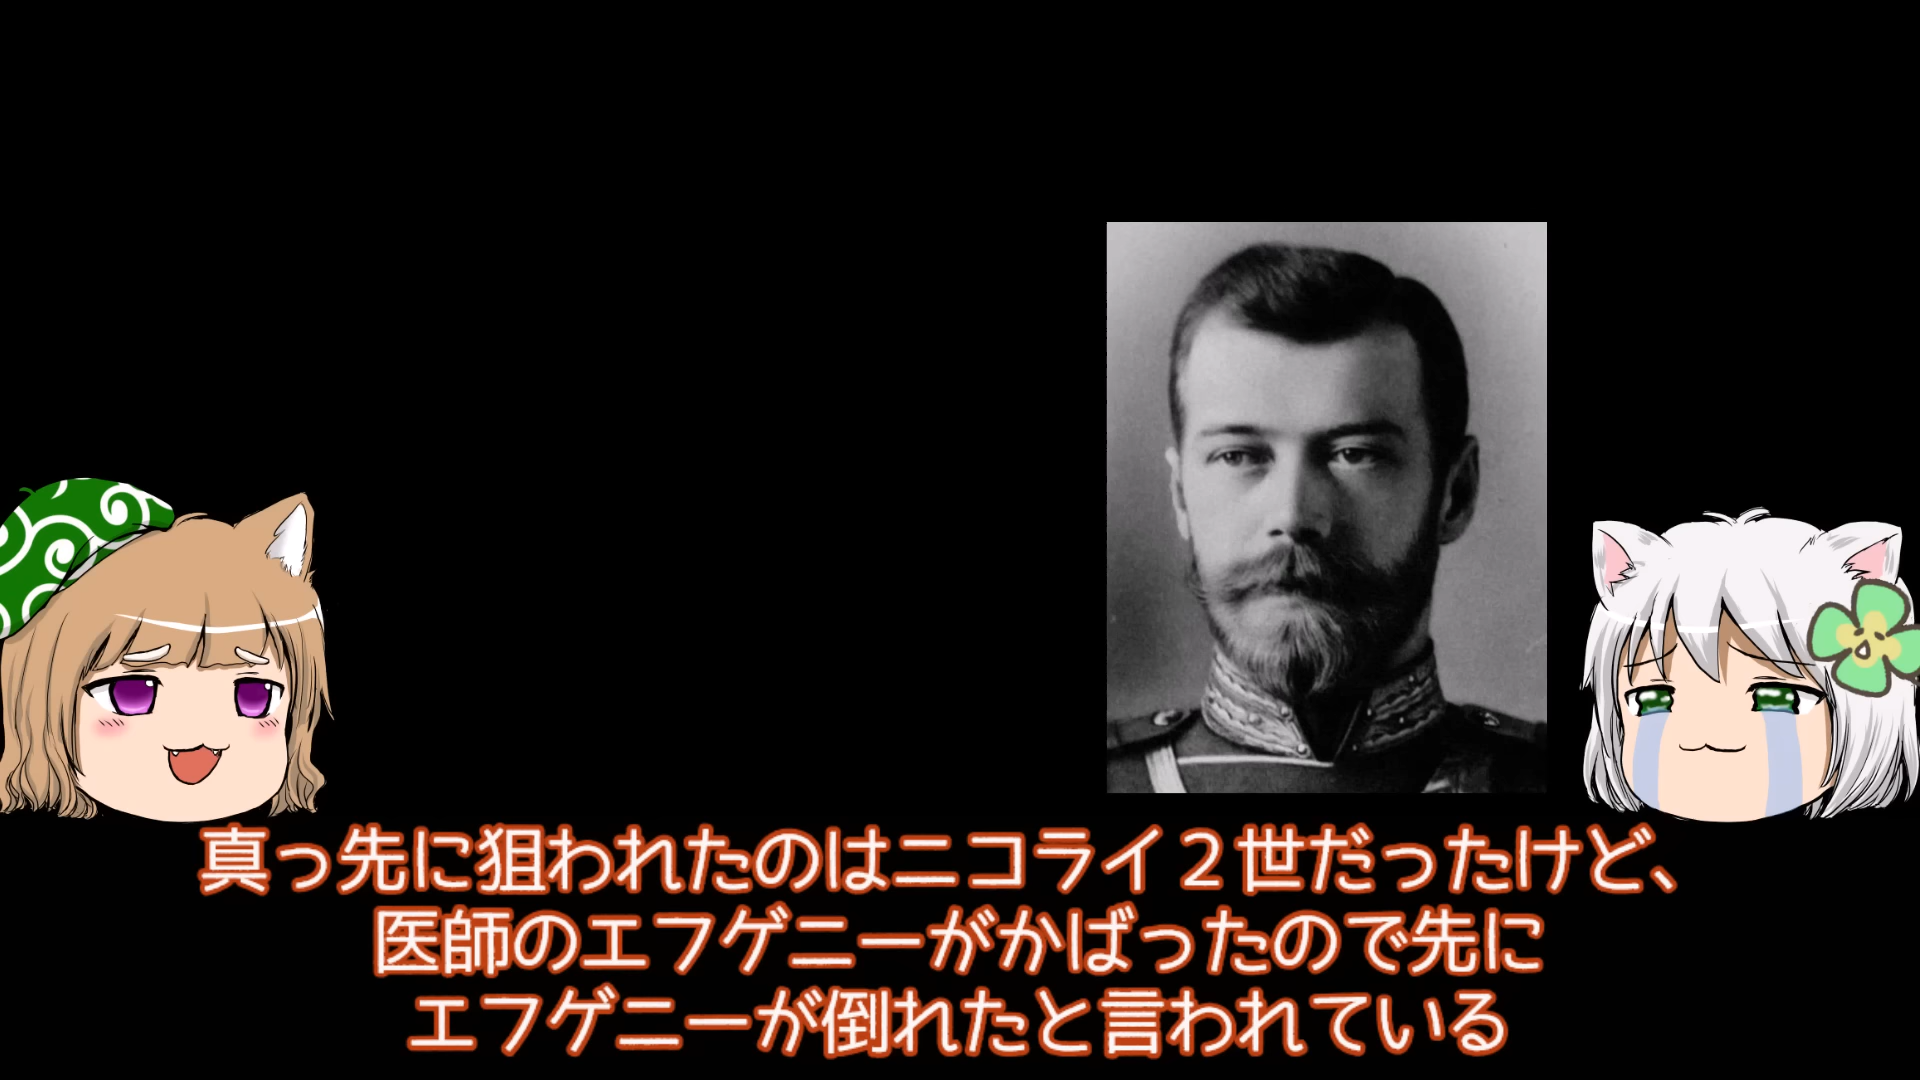 真っ先に狙われたのはニコライ２世だったけど、
医師のエフゲニーがかばったので先に
エフゲニーが倒れたと言われている